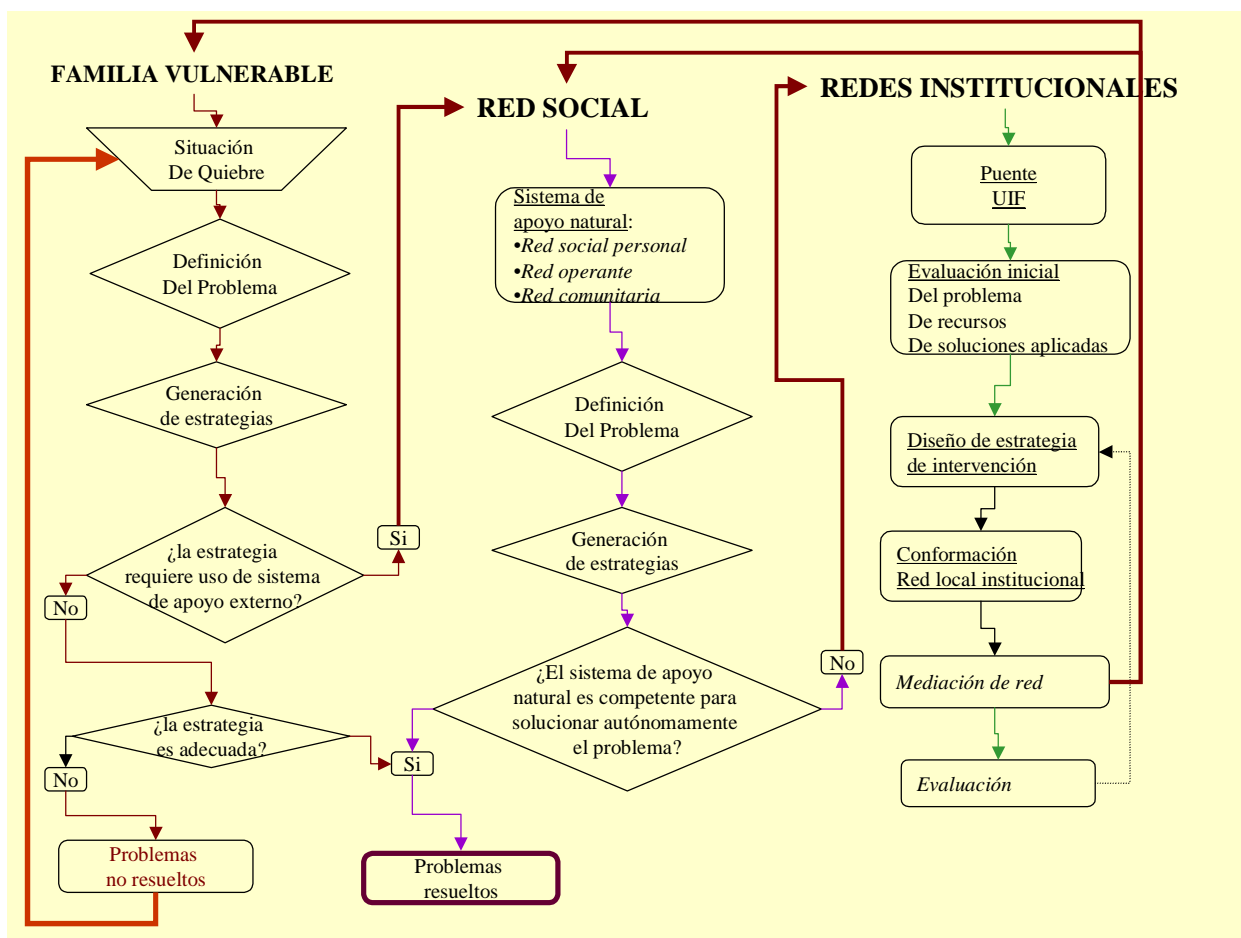 FAMILIA VULNERABLE
Situación
De Quiebre
Definición
Del Problema
Generación
de estrategias
¿la estrategia
requiere uso de sistema
de apoyo externo?
Si
No
¿la estrategia
es adecuada?
No
Problemas
no resueltos
RED SOCIAL
Sistema de
apoyo natural:
•Red social personal
•Red operante
•Red comunitaria
Definición
Del Problema
Generación
de estrategias
¿El sistema de apoyo
natural es competente para
solucionar autónomamente
el problema?
No
Si
Problemas
resueltos
REDES INSTITUCIONALES
Puente
UIF
Evaluación inicial
Del problema
De recursos
De soluciones aplicadas
Diseño de estrategia
de intervención
Conformación
Red local institucional
Mediación de red
Evaluación